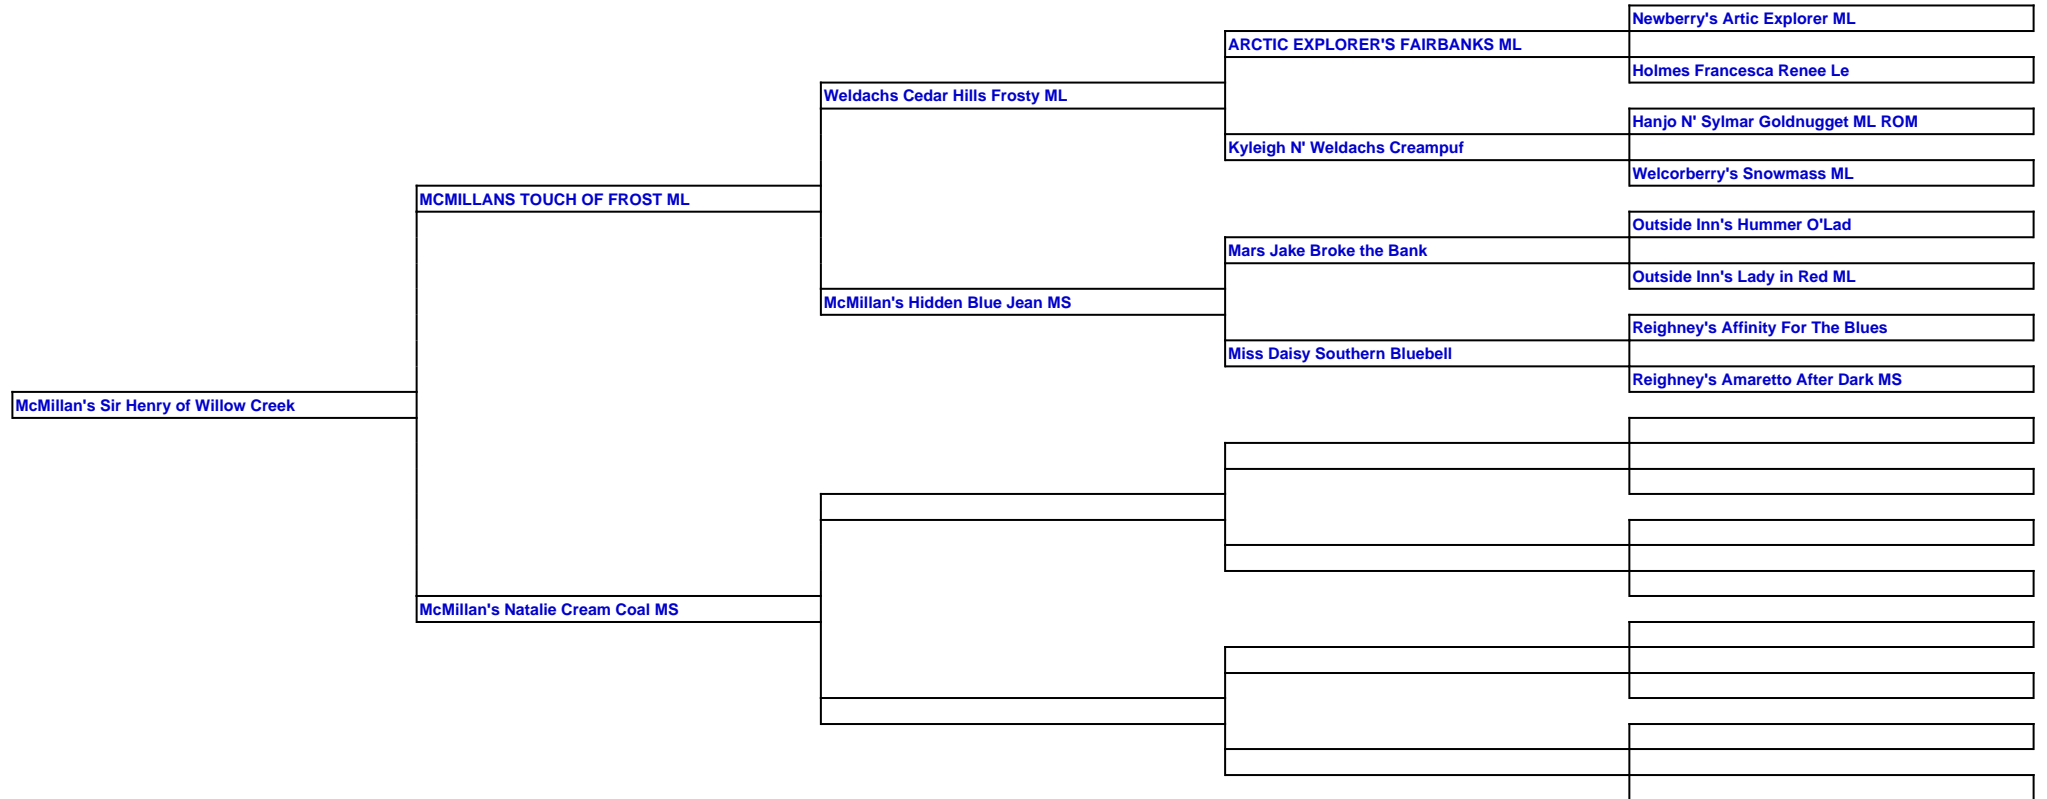 Newberry's Artic Explorer ML
ARCTIC EXPLORER'S FAIRBANKS ML
Holmes Francesca Renee Le
Weldachs Cedar Hills Frosty ML
Hanjo N' Sylmar Goldnugget ML ROM
Kyleigh N' Weldachs Creampuf
Welcorberry's Snowmass ML
MCMILLANS TOUCH OF FROST ML
Outside Inn's Hummer O'Lad
Mars Jake Broke the Bank
Outside Inn's Lady in Red ML
McMillan's Hidden Blue Jean MS
Reighney's Affinity For The Blues
Miss Daisy Southern Bluebell
Reighney's Amaretto After Dark MS
McMillan's Sir Henry of Willow Creek
McMillan's Natalie Cream Coal MS